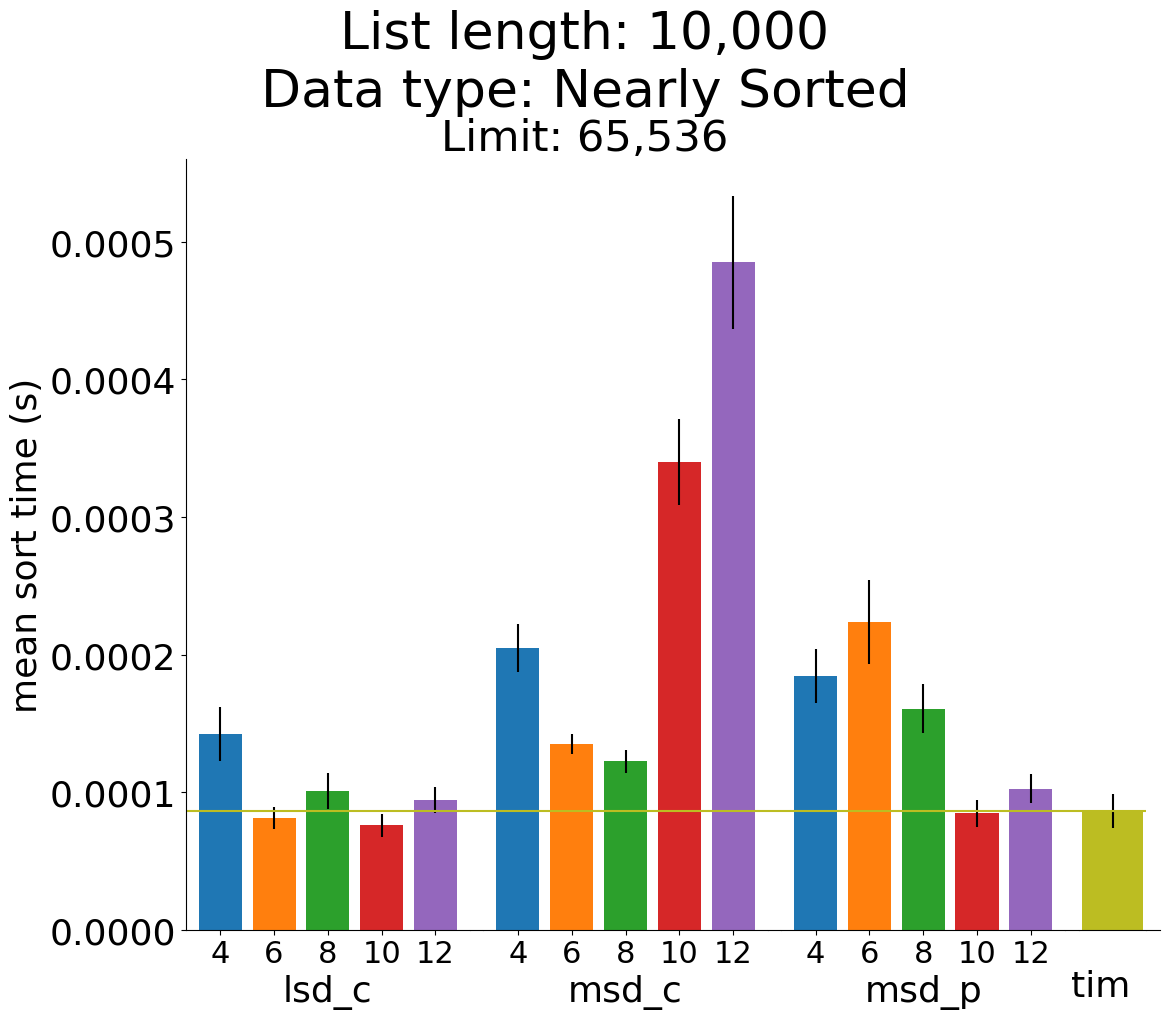 List length: 10,000
Data type: Nearly Sorted
Limit: 65,536
mean sort time (s)
0.0005
0.0004
0.0003
0.0002
0.0001
0.0000
4 6 8 10 12 4 6 8 10 12 4 6 8 10 12
lsd_c msd_c msd_p tim